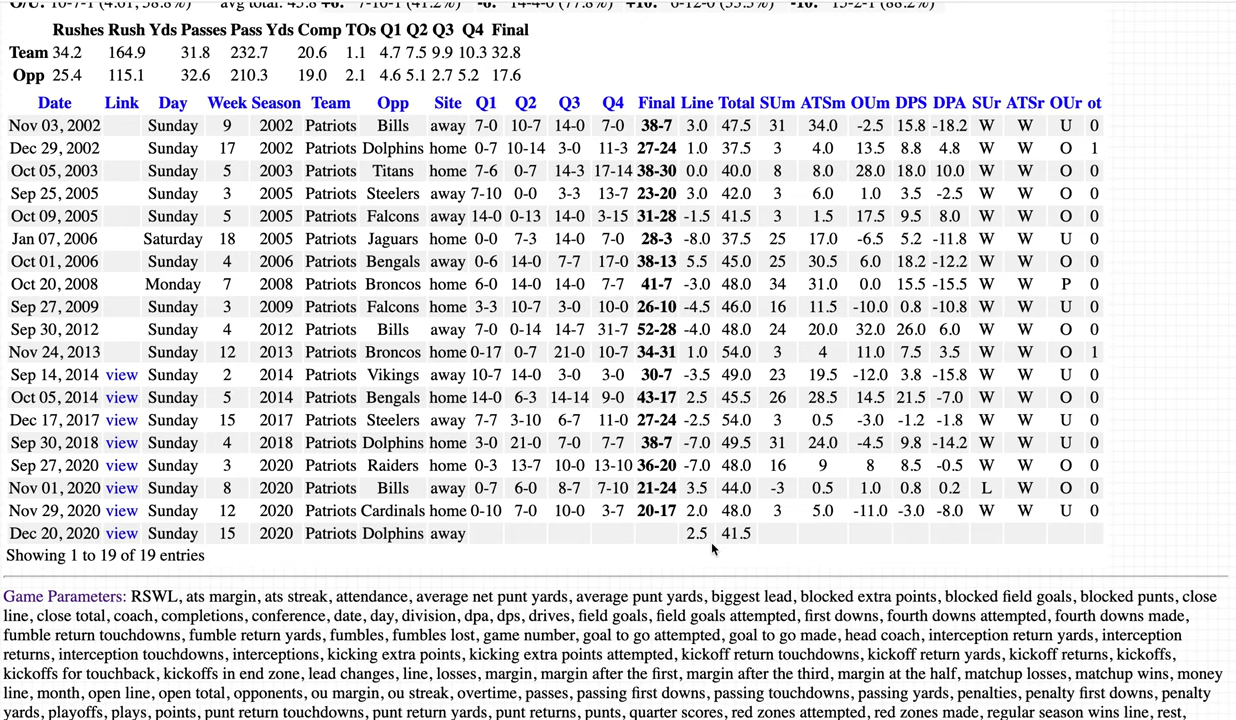 O/U: 10-7-1 (4.61, 58.8%) avg total: 45.8 +6: 7-10-1 (41.2%) -6: 14-4-0 (77.8%) +10: 6-12-0 (33.3%) -10: 15-2-1 (88.2%)
Rushes Rush Yds Passes Pass Yds Comp TOs Q1 Q2 Q3 Q4 Final
Team 34.2 164.9 31.8 232.7 20.6 1.1 4.7 7.5 9.9 10.3 32.8
Opp 25.4 115.1 32.6 210.3 19.0 2.1 4.6 5.1 2.7 5.2 17.6
Date Link Day Week Season Team Opp Site Q1 Q2 Q3 Q4 Final Line Total SUm ATSm OUm DPS DPA SUr ATSr OUr ot
Nov 03, 2002 Sunday 9 2002 Patriots Bills away 7-0 10-7 14-0 7-0 38-7 3.0 47.5 31 34.0 -2.5 15.8 -18.2 W W U 0
Dec 29, 2002 Sunday 17 2002 Patriots Dolphins home 0-7 10-14 3-0 11-3 27-24 1.0 37.5 3 4.0 13.5 8.8 4.8 W W O 1
Oct 05, 2003 Sunday 5 2003 Patriots Titans home 7-6 0-7 14-3 17-14 38-30 0.0 40.0 8 8.0 28.0 18.0 10.0 W W O 0
Sep 25, 2005 Sunday 3 2005 Patriots Steelers away 7-10 0-0 3-3 13-7 23-20 3.0 42.0 3 6.0 1.0 3.5 -2.5 W W O 0
Oct 09, 2005 Sunday 5 2005 Patriots Falcons away 14-0 0-13 14-0 3-15 31-28 -1.5 41.5 3 1.5 17.5 9.5 8.0 W W O 0
Jan 07, 2006 Saturday 18 2005 Patriots Jaguars home 0-0 7-3 14-0 7-0 28-3 -8.0 37.5 25 17.0 -6.5 5.2 -11.8 W W U 0
Oct 01, 2006 Sunday 4 2006 Patriots Bengals away 0-6 14-0 7-7 17-0 38-13 5.5 45.0 25 30.5 6.0 18.2 -12.2 W W O 0
Oct 20, 2008 Monday 7 2008 Patriots Broncos home 6-0 14-0 14-0 7-7 41-7 -3.0 48.0 34 31.0 0.0 15.5 -15.5 W W P 0
Sep 27, 2009 Sunday 3 2009 Patriots Falcons home 3-3 10-7 3-0 10-0 26-10 -4.5 46.0 16 11.5 -10.0 0.8 -10.8 W W U 0
Sep 30, 2012 Sunday 4 2012 Patriots Bills away 7-0 0-14 14-7 31-7 52-28 -4.0 48.0 24 20.0 32.0 26.0 6.0 W W O 0
Nov 24, 2013 Sunday 12 2013 Patriots Broncos home 0-17 0-7 21-0 10-7 34-31 1.0 54.0 3 4 11.0 7.5 3.5 W W O 1
Sep 14, 2014 view Sunday 2 2014 Patriots Vikings away 10-7 14-0 3-0 3-0 30-7 -3.5 49.0 23 19.5 -12.0 3.8 -15.8 W W U 0
Oct 05, 2014 view Sunday 5 2014 Patriots Bengals home 14-0 6-3 14-14 9-0 43-17 2.5 45.5 26 28.5 14.5 21.5 -7.0 W W O 0
Dec 17, 2017 view Sunday 15 2017 Patriots Steelers away 7-7 3-10 6-7 11-0 27-24 -2.5 54.0 3 0.5 -3.0 -1.2 -1.8 W W U 0
Sep 30, 2018 view Sunday 4 2018 Patriots Dolphins home 3-0 21-0 7-0 7-7 38-7 -7.0 49.5 31 24.0 -4.5 9.8 -14.2 W W U 0
Sep 27, 2020 view Sunday 3 2020 Patriots Raiders home 0-3 13-7 10-0 13-10 36-20 -7.0 48.0 16 9 8 8.5 -0.5 W W O 0
Nov 01, 2020 view Sunday 8 2020 Patriots Bills away 0-7 6-0 8-7 7-10 21-24 3.5 44.0 -3 0.5 1.0 0.8 0.2 L W O 0
Nov 29, 2020 view Sunday 12 2020 Patriots Cardinals home 0-10 7-0 10-0 3-7 20-17 2.0 48.0 3 5.0 -11.0 -3.0 -8.0 W W U 0
Dec 20, 2020 view Sunday 15 2020 Patriots Dolphins away 2.5 41.5
Showing 1 to 19 of 19 entries
Game Parameters: RSWL, ats margin, ats streak, attendance, average net punt yards, average punt yards, biggest lead, blocked extra points, blocked field goals, blocked punts, close
line, close total, coach, completions, conference, date, day, division, dpa, dps, drives, field goals, field goals attempted, first downs, fourth downs attempted, fourth downs made,
fumble return touchdowns, fumble return yards, fumbles, fumbles lost, game number, goal to go attempted, goal to go made, head coach, interception return yards, interception
returns, interception touchdowns, interceptions, kicking extra points, kicking extra points attempted, kickoff return touchdowns, kickoff return yards, kickoff returns, kickoffs,
kickoffs for touchback, kickoffs in end zone, lead changes, line, losses, margin, margin after the first, margin after the third, margin at the half, matchup losses, matchup wins, money
line, month, open line, open total, opponents, ou margin, ou streak, overtime, passes, passing first downs, passing touchdowns, passing yards, penalties, penalty first downs, penalty
yards, playoffs, plays, points, punt return touchdowns, punt return yards, punt returns, punts, quarter scores, red zones attempted, red zones made, regular season wins line, rest,